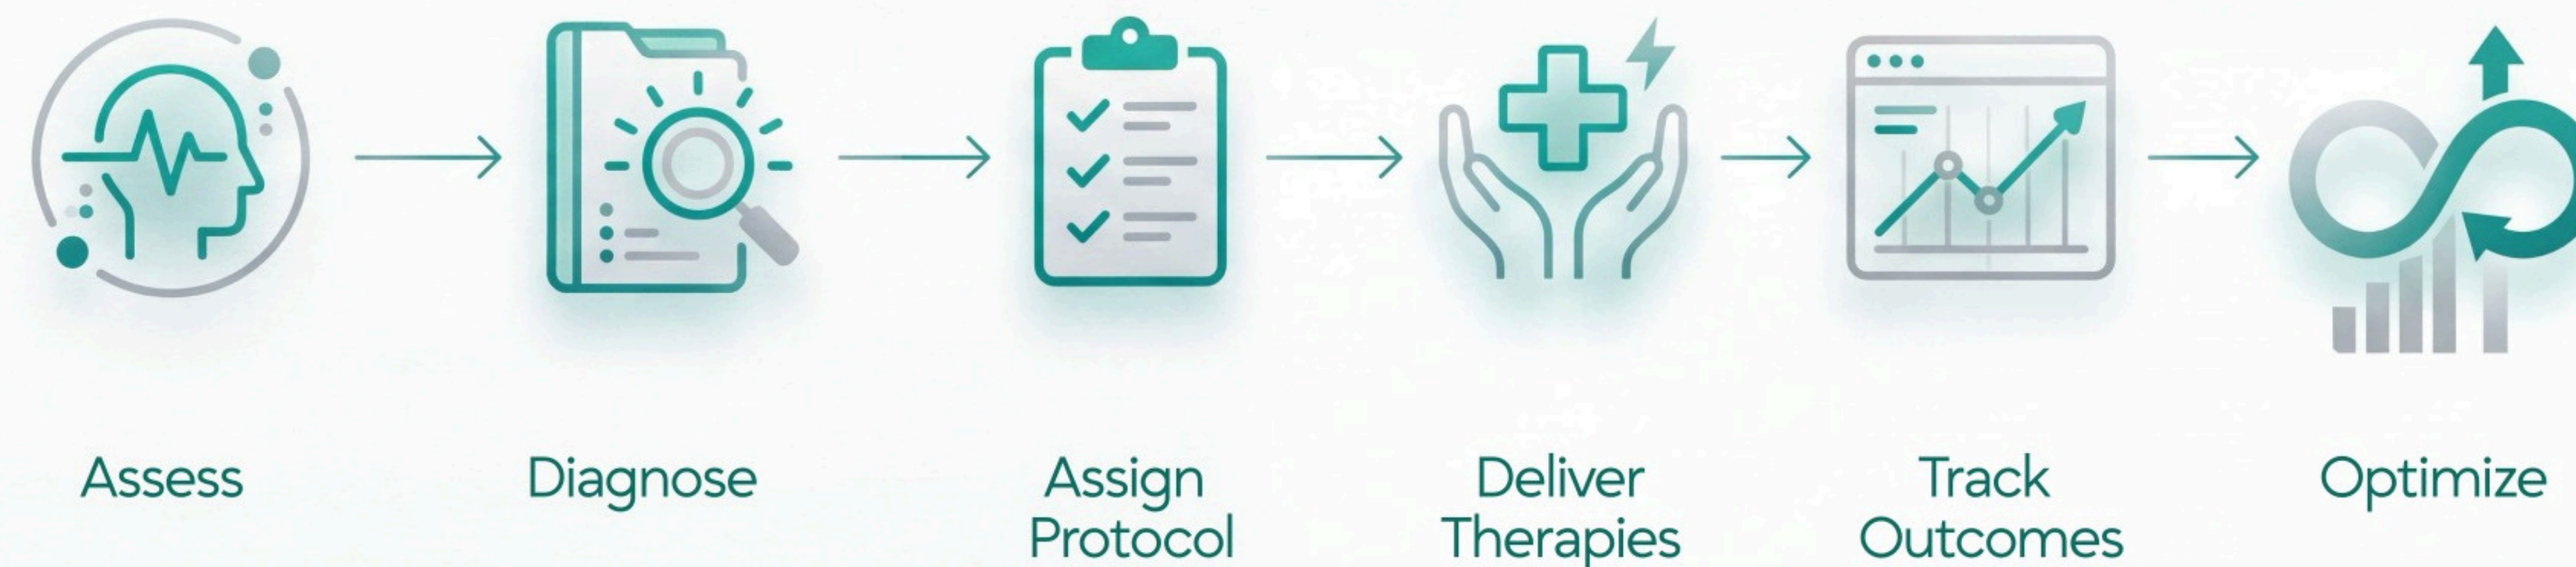 Assess
Diagnose
Assign
Protocol
Deliver
Therapies
Track
Outcomes
Optimize